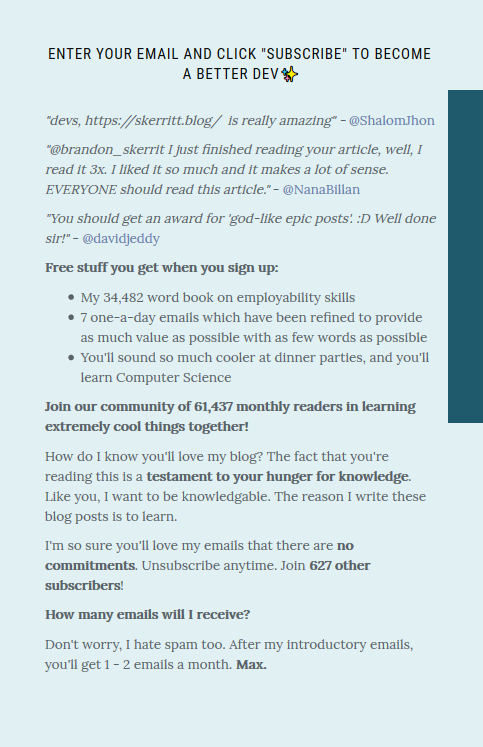 ENTER YOUR EMAIL AND CLICK "SUBSCRIBE" TO BECOME
A BETTER DEV✨
"devs, https://skerritt.blog/ is really amazing" - @ShalomJhon
"@brandon_skerrit I just finished reading your article, well, I
read it 3x. I liked it so much and it makes a lot of sense.
EVERYONE should read this article." - @NanaBillan
"You should get an award for 'god-like epic posts'. :D Well done
sir!" - @davidjeddy
Free stuff you get when you sign up:
• My 34,482 word book on employability skills
• 7 one-a-day emails which have been refined to provide
as much value as possible with as few words as possible
• You'll sound so much cooler at dinner parties, and you'll
learn Computer Science
Join our community of 61,437 monthly readers in learning
extremely cool things together!
How do I know you'll love my blog? The fact that you're
reading this is a testament to your hunger for knowledge.
Like you, I want to be knowledgable. The reason I write these
blog posts is to learn.
I'm so sure you'll love my emails that there are no
commitments. Unsubscribe anytime. Join 627 other
subscribers!
How many emails will I receive?
Don't worry, I hate spam too. After my introductory emails,
you'll get 1 - 2 emails a month. Max.